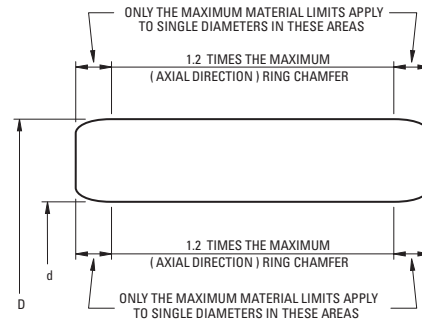 ONLY THE MAXIMUM MATERIAL LIMITS APPLY
TO SINGLE DIAMETERS IN THESE AREAS
1.2 TIMES THE MAXIMUM
( AXIAL DIRECTION ) RING CHAMFER
1.2 TIMES THE MAXIMUM
( AXIAL DIRECTION ) RING CHAMFER
d
D
ONLY THE MAXIMUM MATERIAL LIMITS APPLY
TO SINGLE DIAMETERS IN THESE AREAS